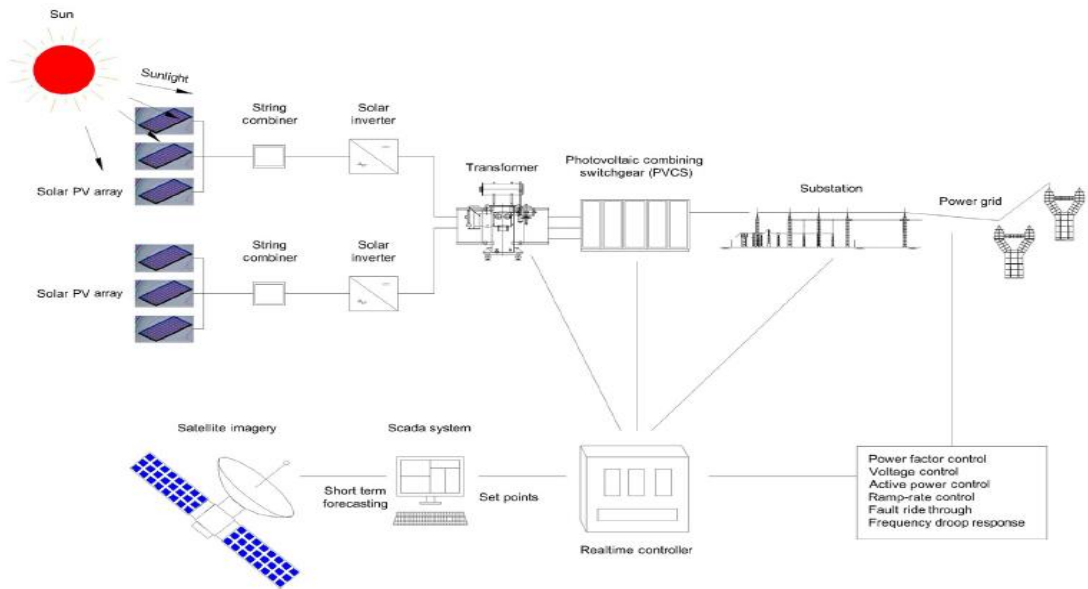 Sun
Sunlight
String
combiner
Solar
inverter
Solar PV array
Transformer
Photovoltaic combining
switchgear (PVCS)
Substation
Power grid
String
combiner
Solar
inverter
Solar PV array
Satellite imagery
Scada system
Short term
forecasting
Set points
Realtime controller
Power factor control
Voltage control
Active power control
Ramp-rate control
Fault ride through
Frequency droop response